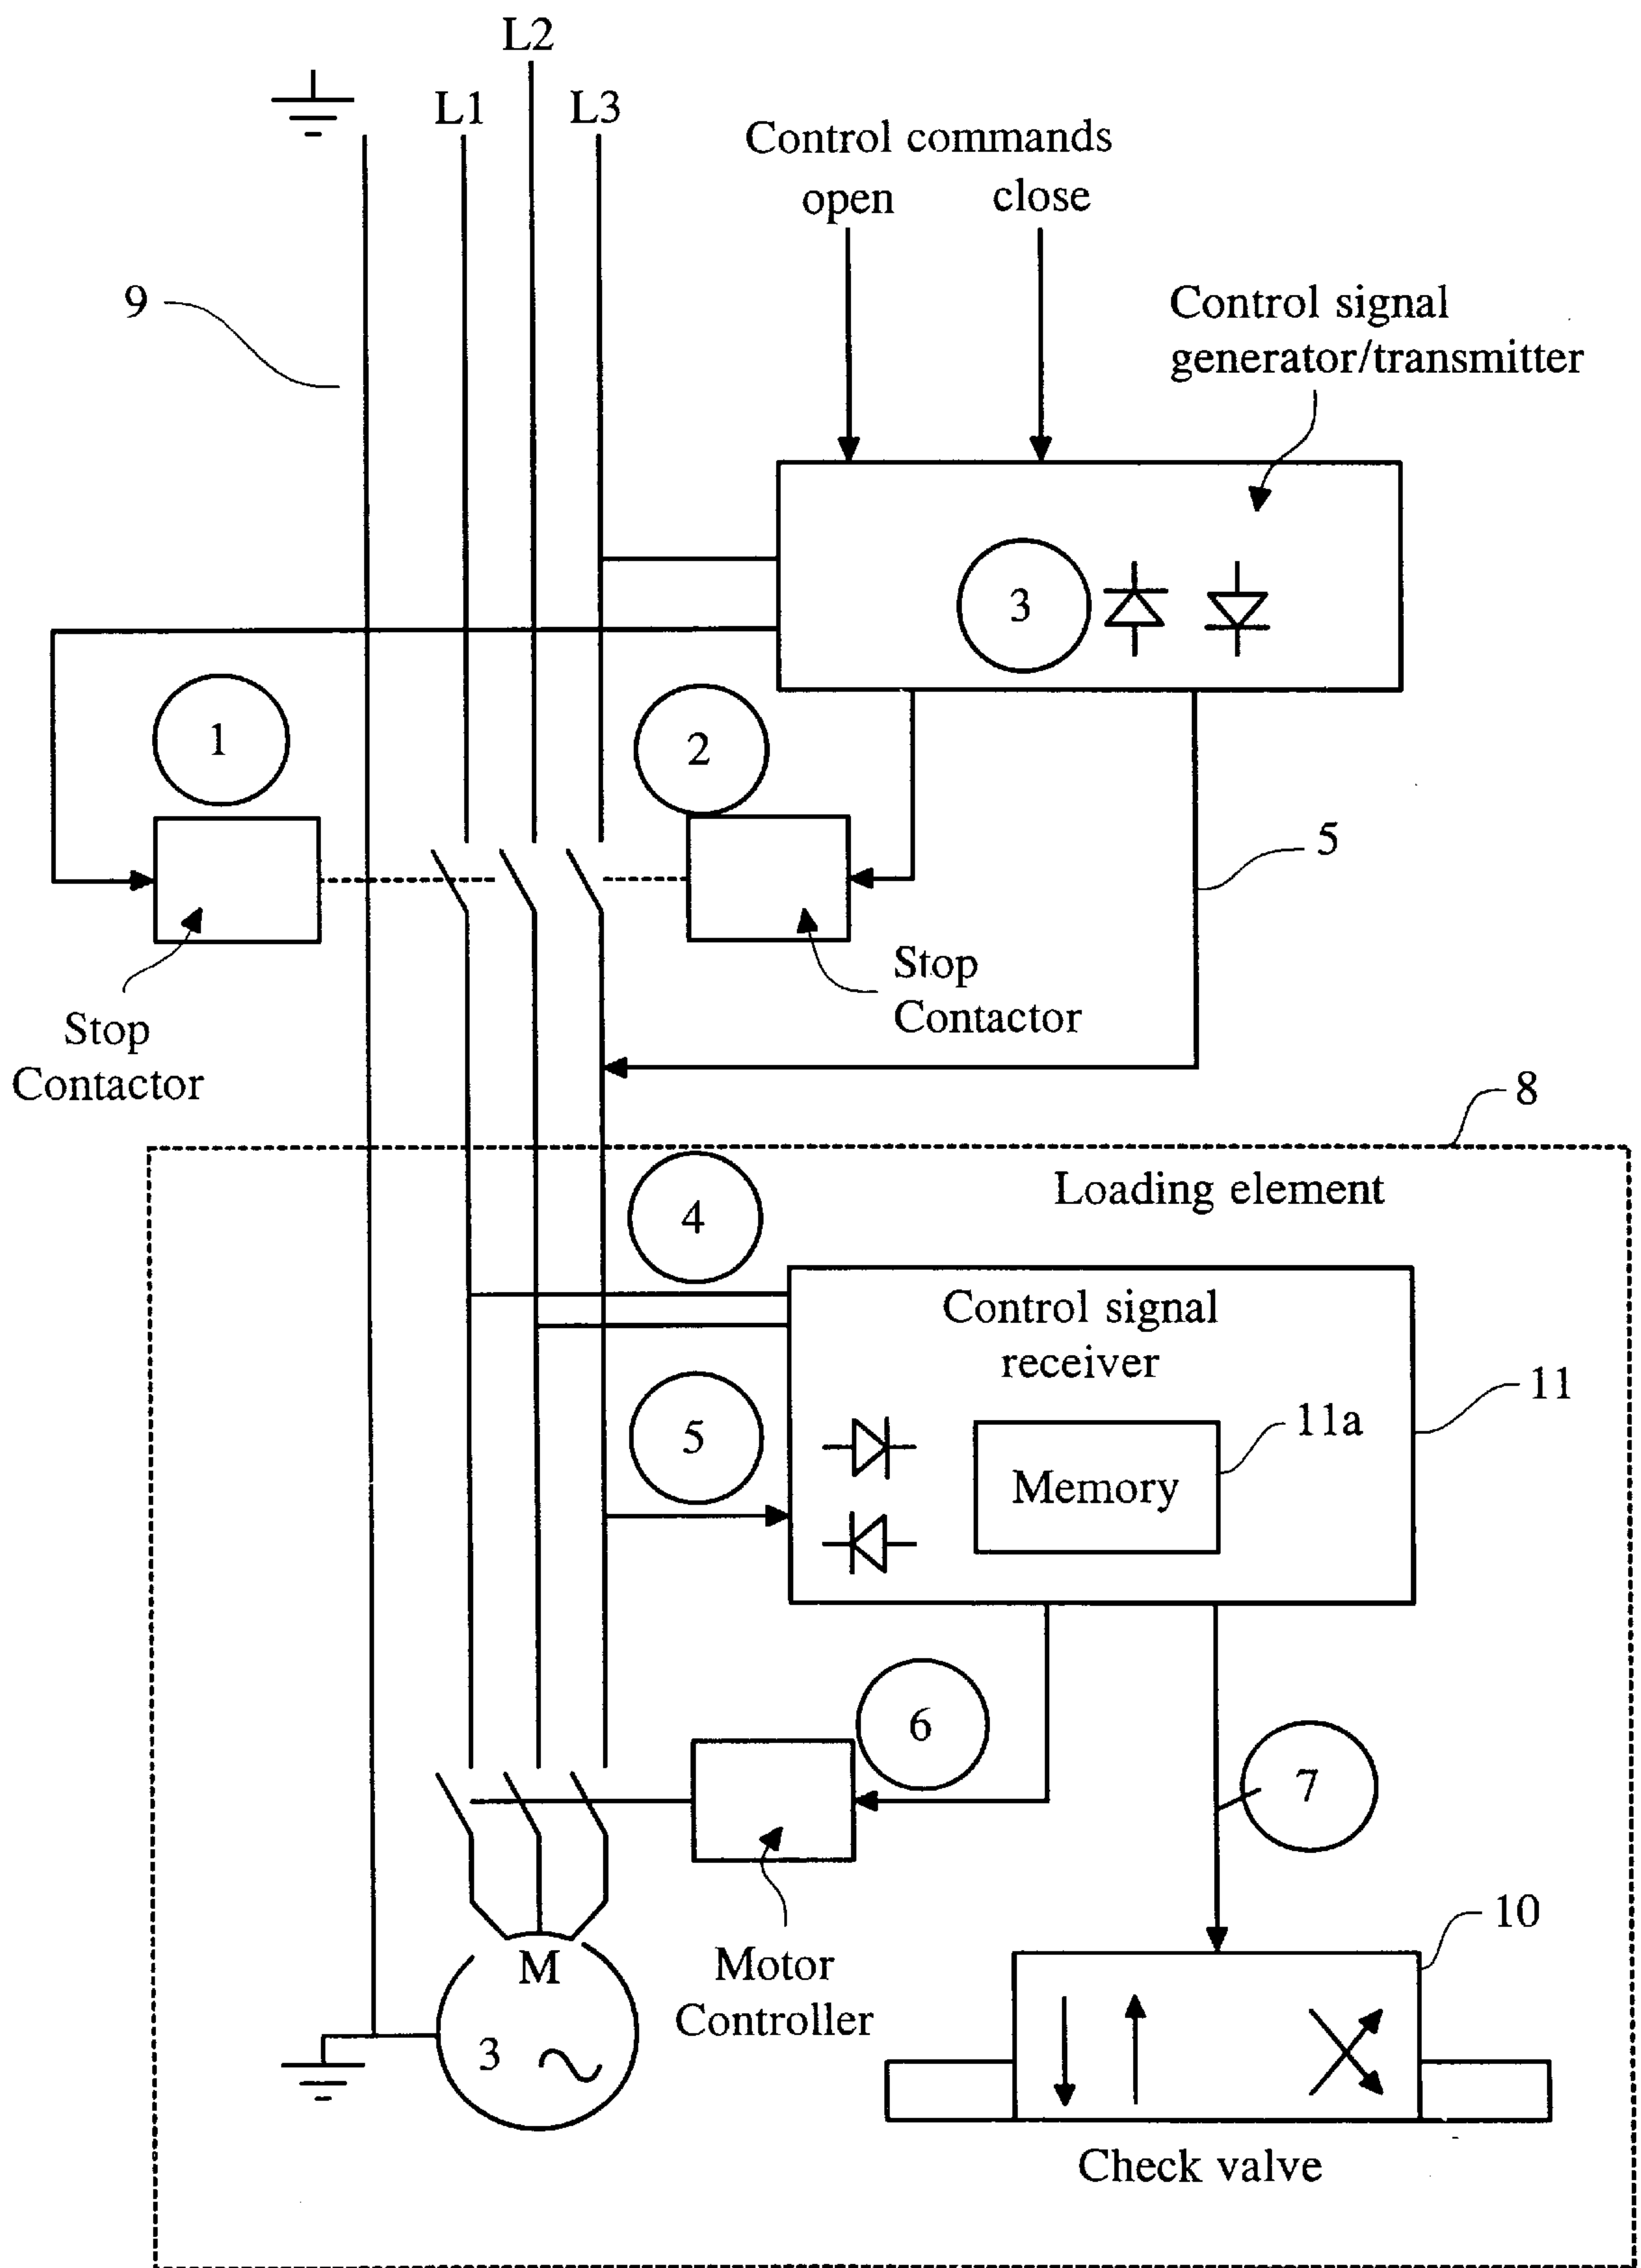 L2
L1
L3
Control commands
open
close
9
Control signal
generator/transmitter
3
1
2
5
Stop
Contactor
Stop
Contactor
8
Loading element
4
Control signal
receiver
11
5
11a
Memory
6
7
10
M
3
Motor
Controller
Check valve